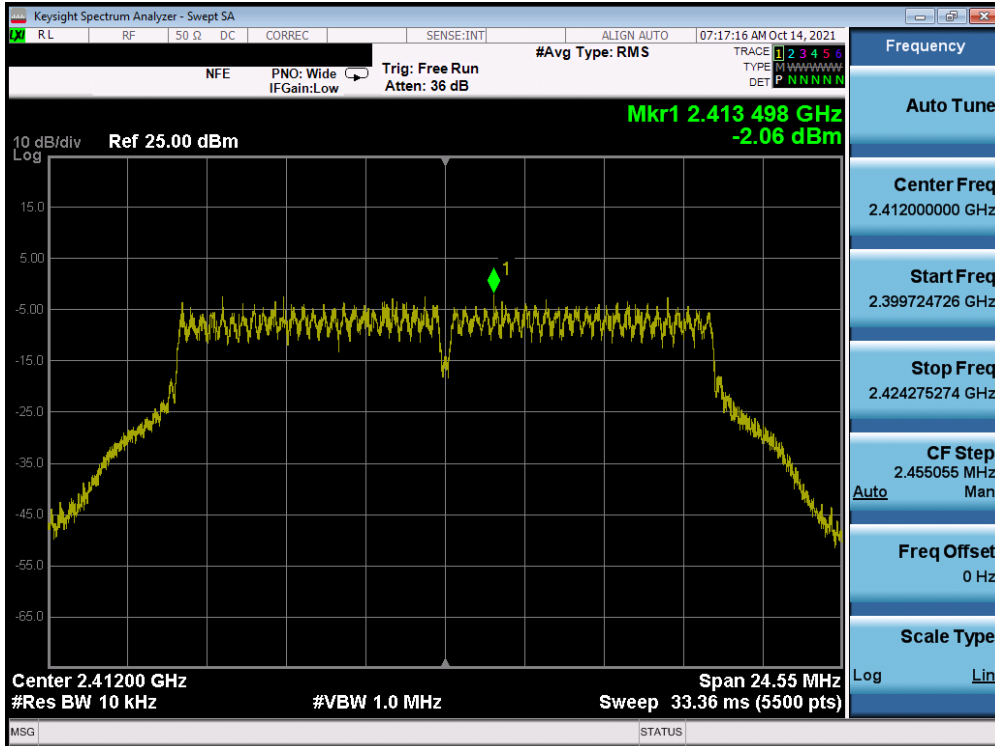 Keysight Spectrum Analyzer - Swept SA
LXI RL RF 50 Ω DC CORREC SENSE:INT ALIGN AUTO 07:17:16 AM Oct 14, 2021
#Avg Type: RMS TRACE 1 2 3 4 5 6
NFE PNO: Wide Trig: Free Run TYPE M WWWWW
IFGain:Low Atten: 36 dB DET P N N N N N
Mkr1 2.413 498 GHz
-2.06 dBm
10 dB/div Ref 25.00 dBm
Log
15.0
5.00
1
-5.00
-15.0
-25.0
-35.0
-45.0
-55.0
-65.0
Center 2.41200 GHz Span 24.55 MHz
#Res BW 10 kHz #VBW 1.0 MHz Sweep 33.36 ms (5500 pts)
MSG STATUS
Frequency
Auto Tune
Center Freq
2.412000000 GHz
Start Freq
2.399724726 GHz
Stop Freq
2.424275274 GHz
CF Step
2.455055 MHz
Auto Man
Freq Offset
0 Hz
Scale Type
Log Lin